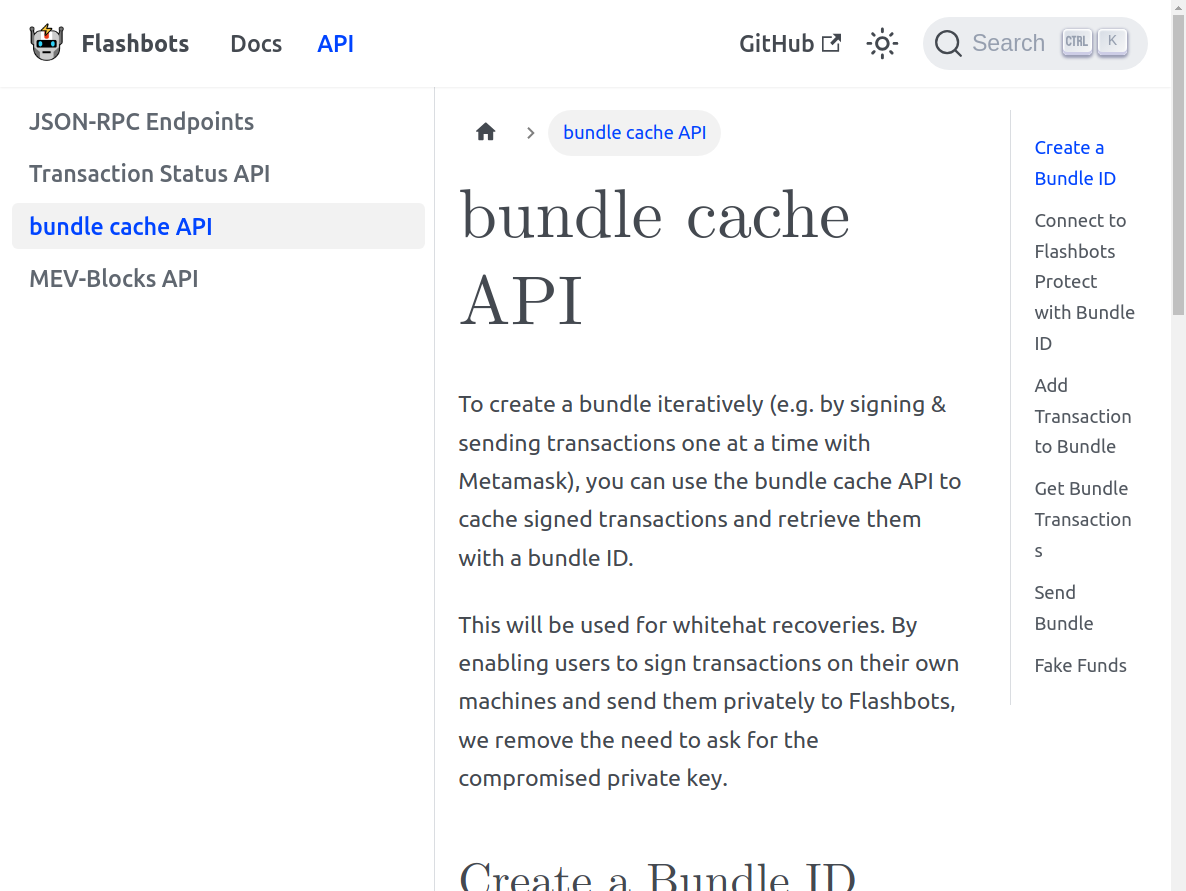 Flashbots Docs API GitHub Search CTRL K
JSON-RPC Endpoints
Transaction Status API
bundle cache API
MEV-Blocks API
bundle cache API
bundle cache
API
To create a bundle iteratively (e.g. by signing &
sending transactions one at a time with
Metamask), you can use the bundle cache API to
cache signed transactions and retrieve them
with a bundle ID.
This will be used for whitehat recoveries. By
enabling users to sign transactions on their own
machines and send them privately to Flashbots,
we remove the need to ask for the
compromised private key.
Create a Bundle ID
Create a
Bundle ID
Connect to
Flashbots
Protect
with Bundle
ID
Add
Transaction
to Bundle
Get Bundle
Transaction
s
Send
Bundle
Fake Funds